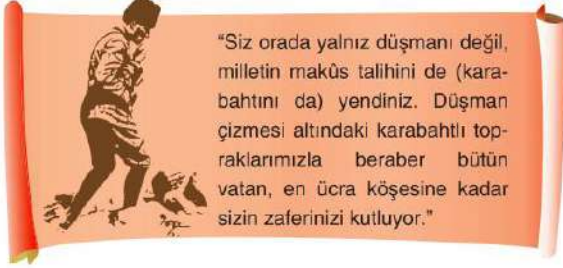 “Siz orada yalnız düşmanı değil,
milletin makûs talihini de (kara-
bahtını da) yendiniz. Düşman
çizmesi altındaki karabahtlı top-
raklarımızla beraber bütün
vatan, en ücra köşesine kadar
sizin zaferinizi kutluyor.”